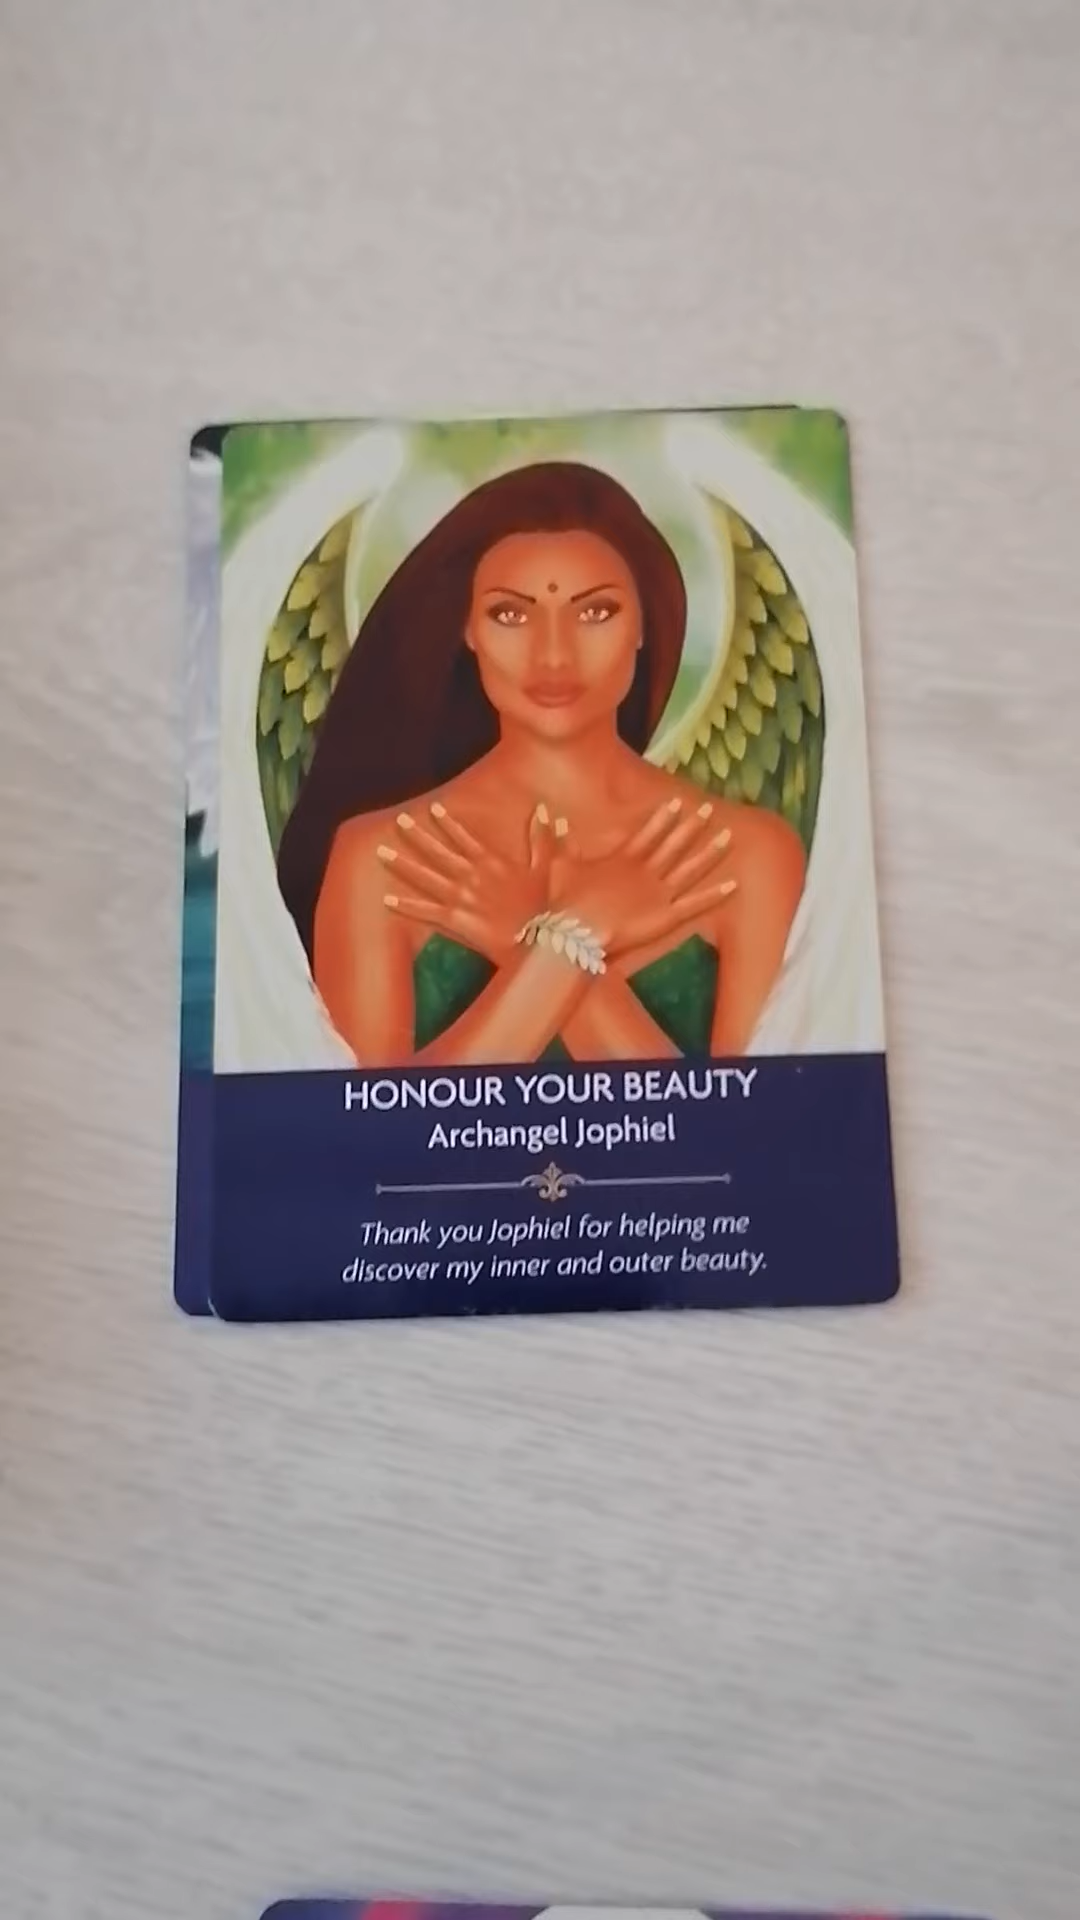 HONOUR YOUR BEAUTY
Archangel Jophiel
Thank you Jophiel for helping me
discover my inner and outer beauty.